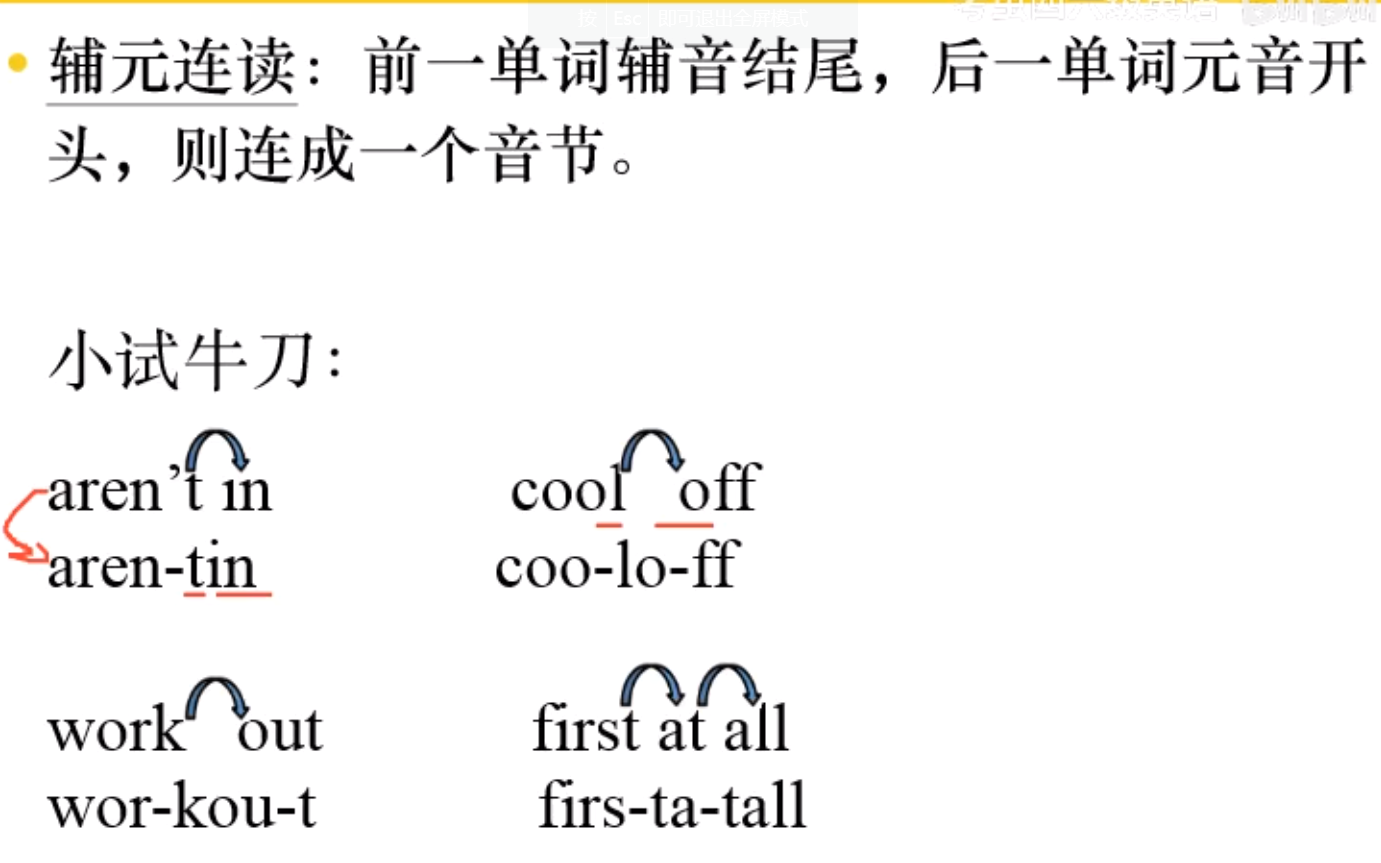 按 Esc 即可退出全屏模式
辅元连读：前一单词辅音结尾，后一单词元音开
头，则连成一个音节。
小试牛刀：
aren’t in cool off
aren-tin coo-lo-ff
work out first at all
wor-kou-t firs-ta-tall